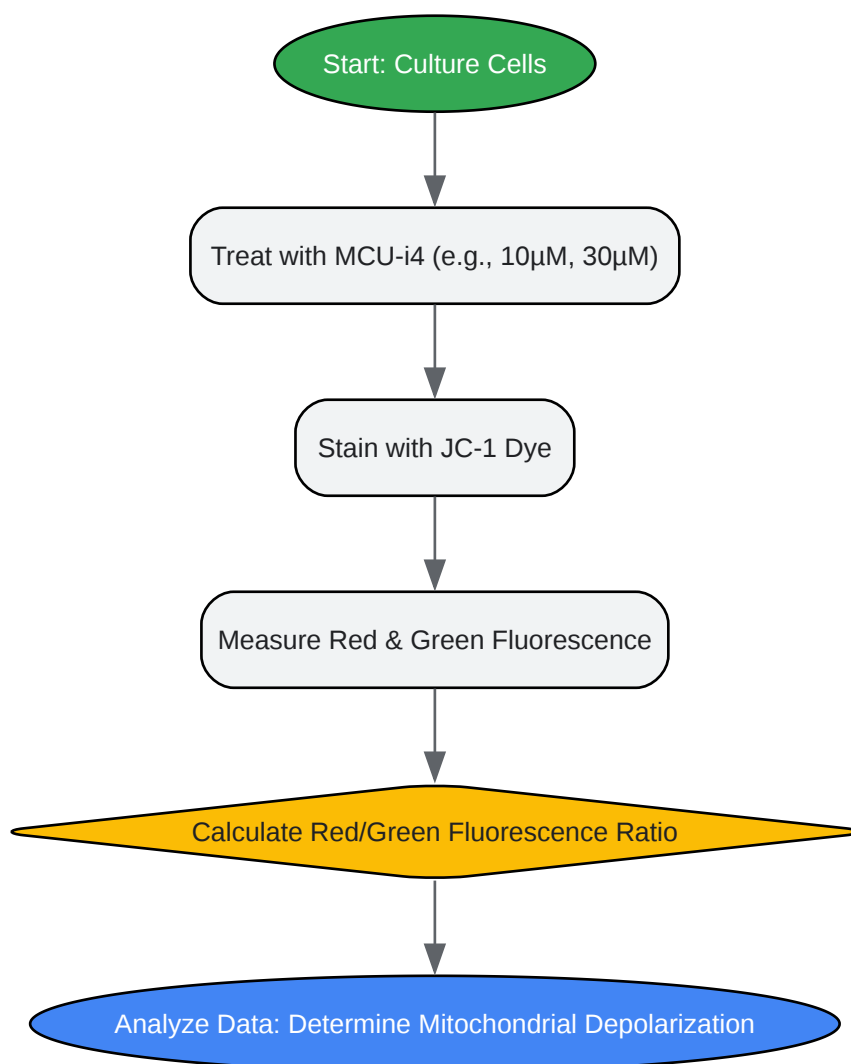 Start: Culture Cells
Treat with MCU-i4 (e.g., 10µM, 30µM)
Stain with JC-1 Dye
Measure Red & Green Fluorescence
Calculate Red/Green Fluorescence Ratio
Analyze Data: Determine Mitochondrial Depolarization